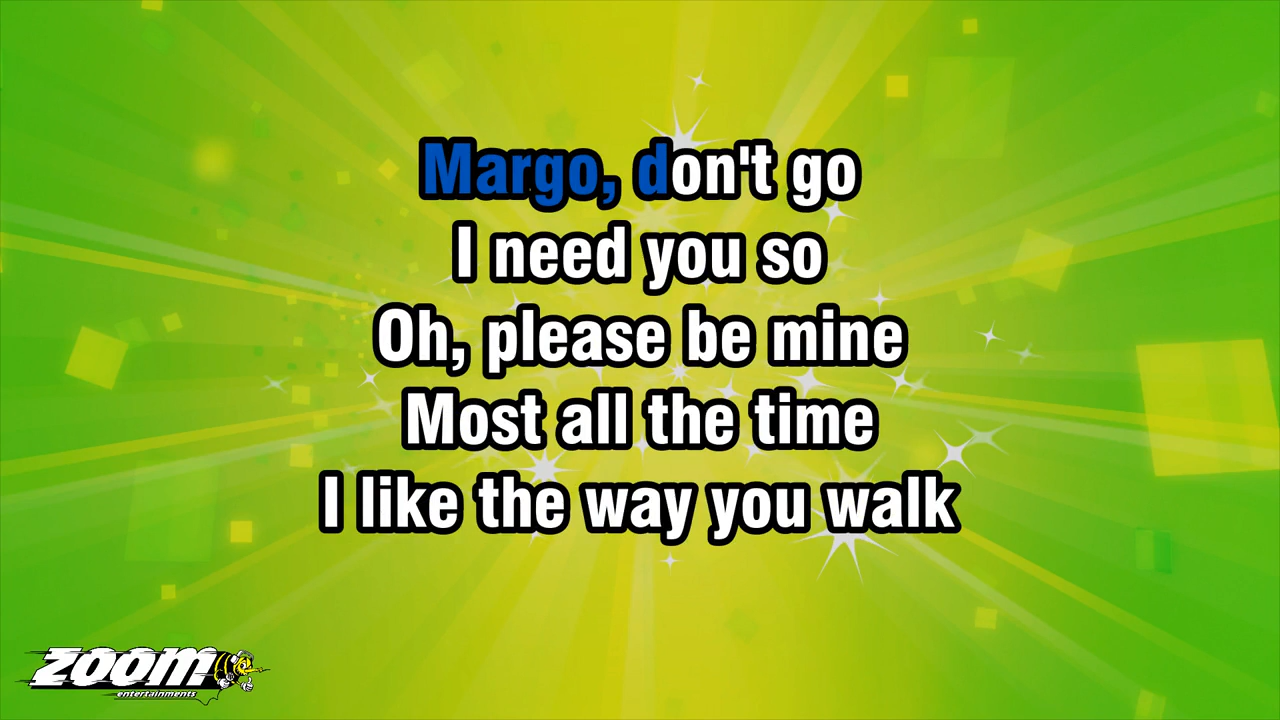 Margo, don't go
I need you so
Oh, please be mine
Most all the time
I like the way you walk
zoom
entertainments